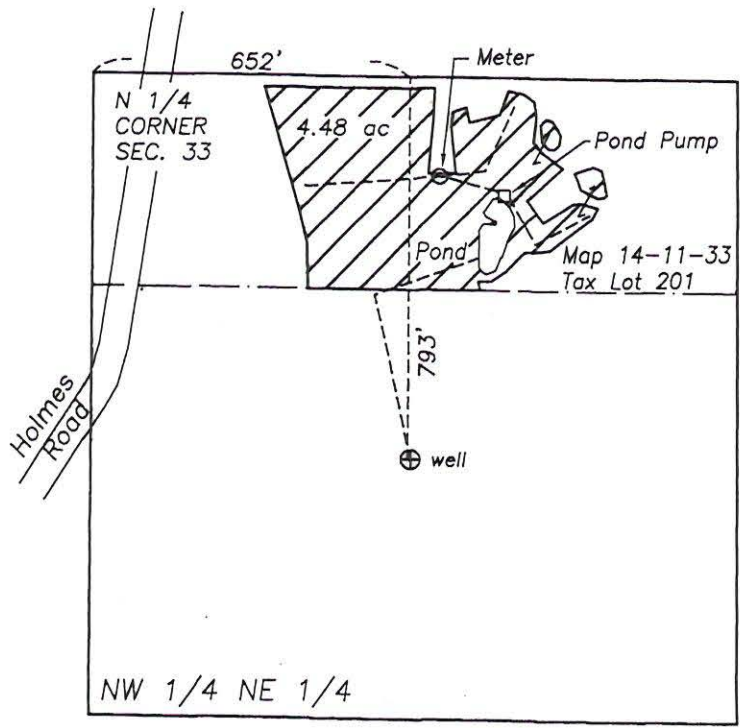 652'
Meter
N 1/4
CORNER
SEC. 33
4.48 ac
Pond Pump
Pond
Map 14-11-33
Tax Lot 201
793'
Holmes
Road
well
NW 1/4 NE 1/4